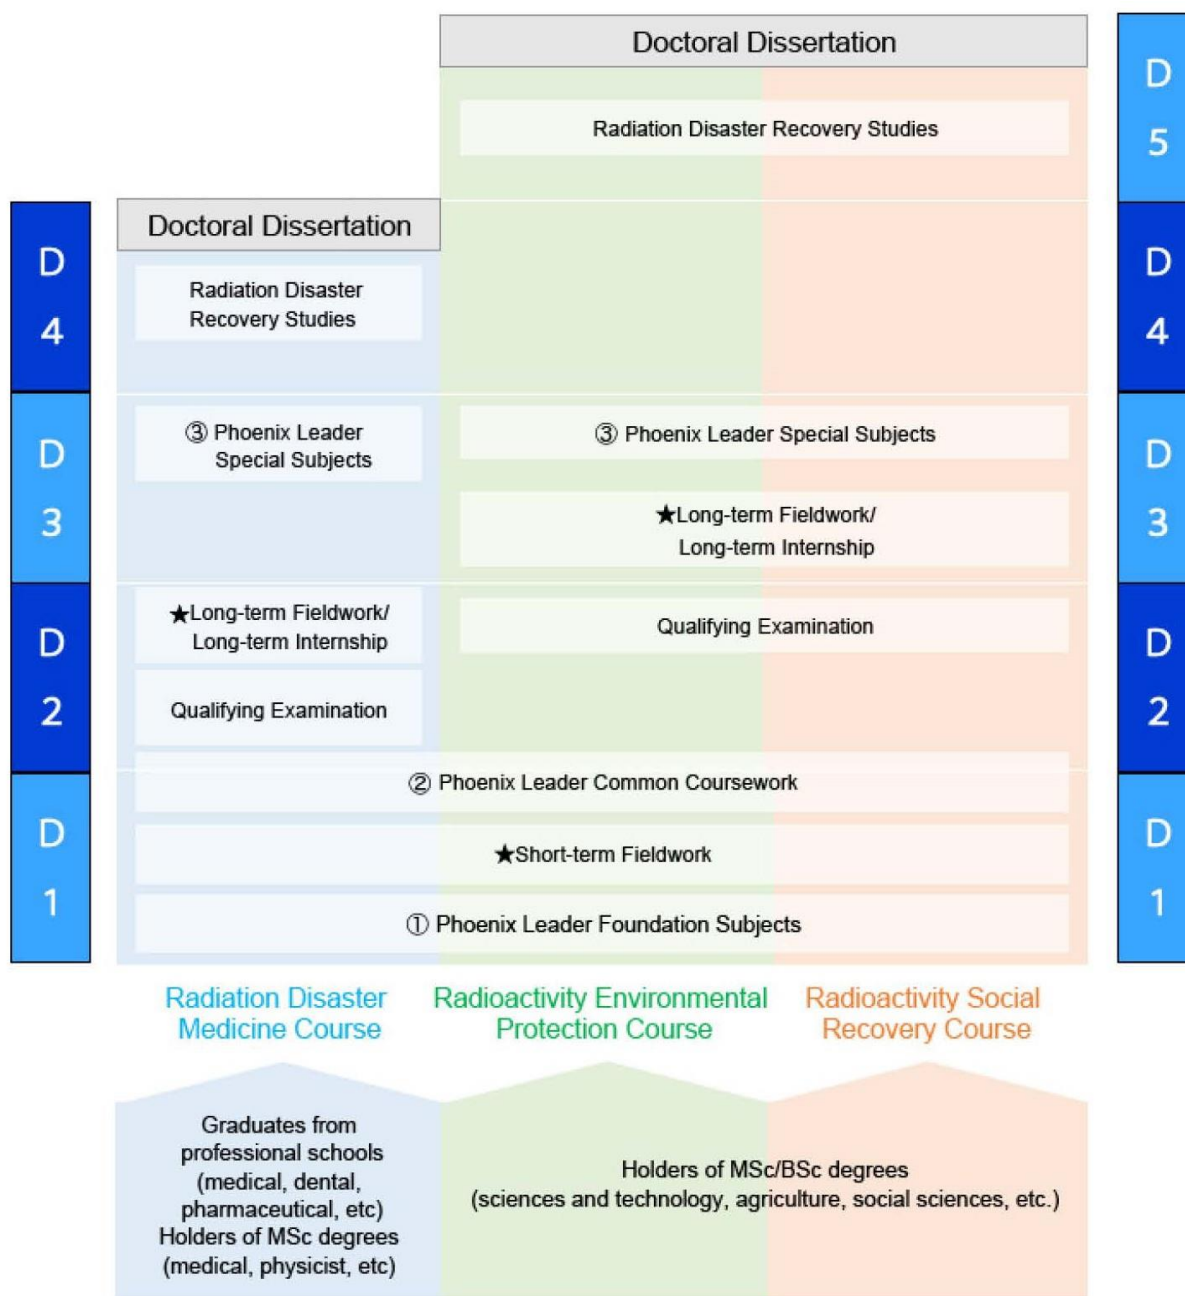 Doctoral Dissertation
D
5
Radiation Disaster Recovery Studies
Doctoral Dissertation
D
4
D
4
Radiation Disaster
Recovery Studies
D
3
D
3
③ Phoenix Leader
Special Subjects
③ Phoenix Leader Special Subjects
★Long-term Fieldwork/
Long-term Internship
D
2
D
2
★Long-term Fieldwork/
Long-term Internship
Qualifying Examination
Qualifying Examination
② Phoenix Leader Common Coursework
D
1
D
1
★Short-term Fieldwork
① Phoenix Leader Foundation Subjects
Radiation Disaster
Medicine Course
Radioactivity Environmental
Protection Course
Radioactivity Social
Recovery Course
Graduates from
professional schools
(medical, dental,
pharmaceutical, etc)
Holders of MSc degrees
(medical, physicist, etc)
Holders of MSc/BSc degrees
(sciences and technology, agriculture, social sciences, etc.)